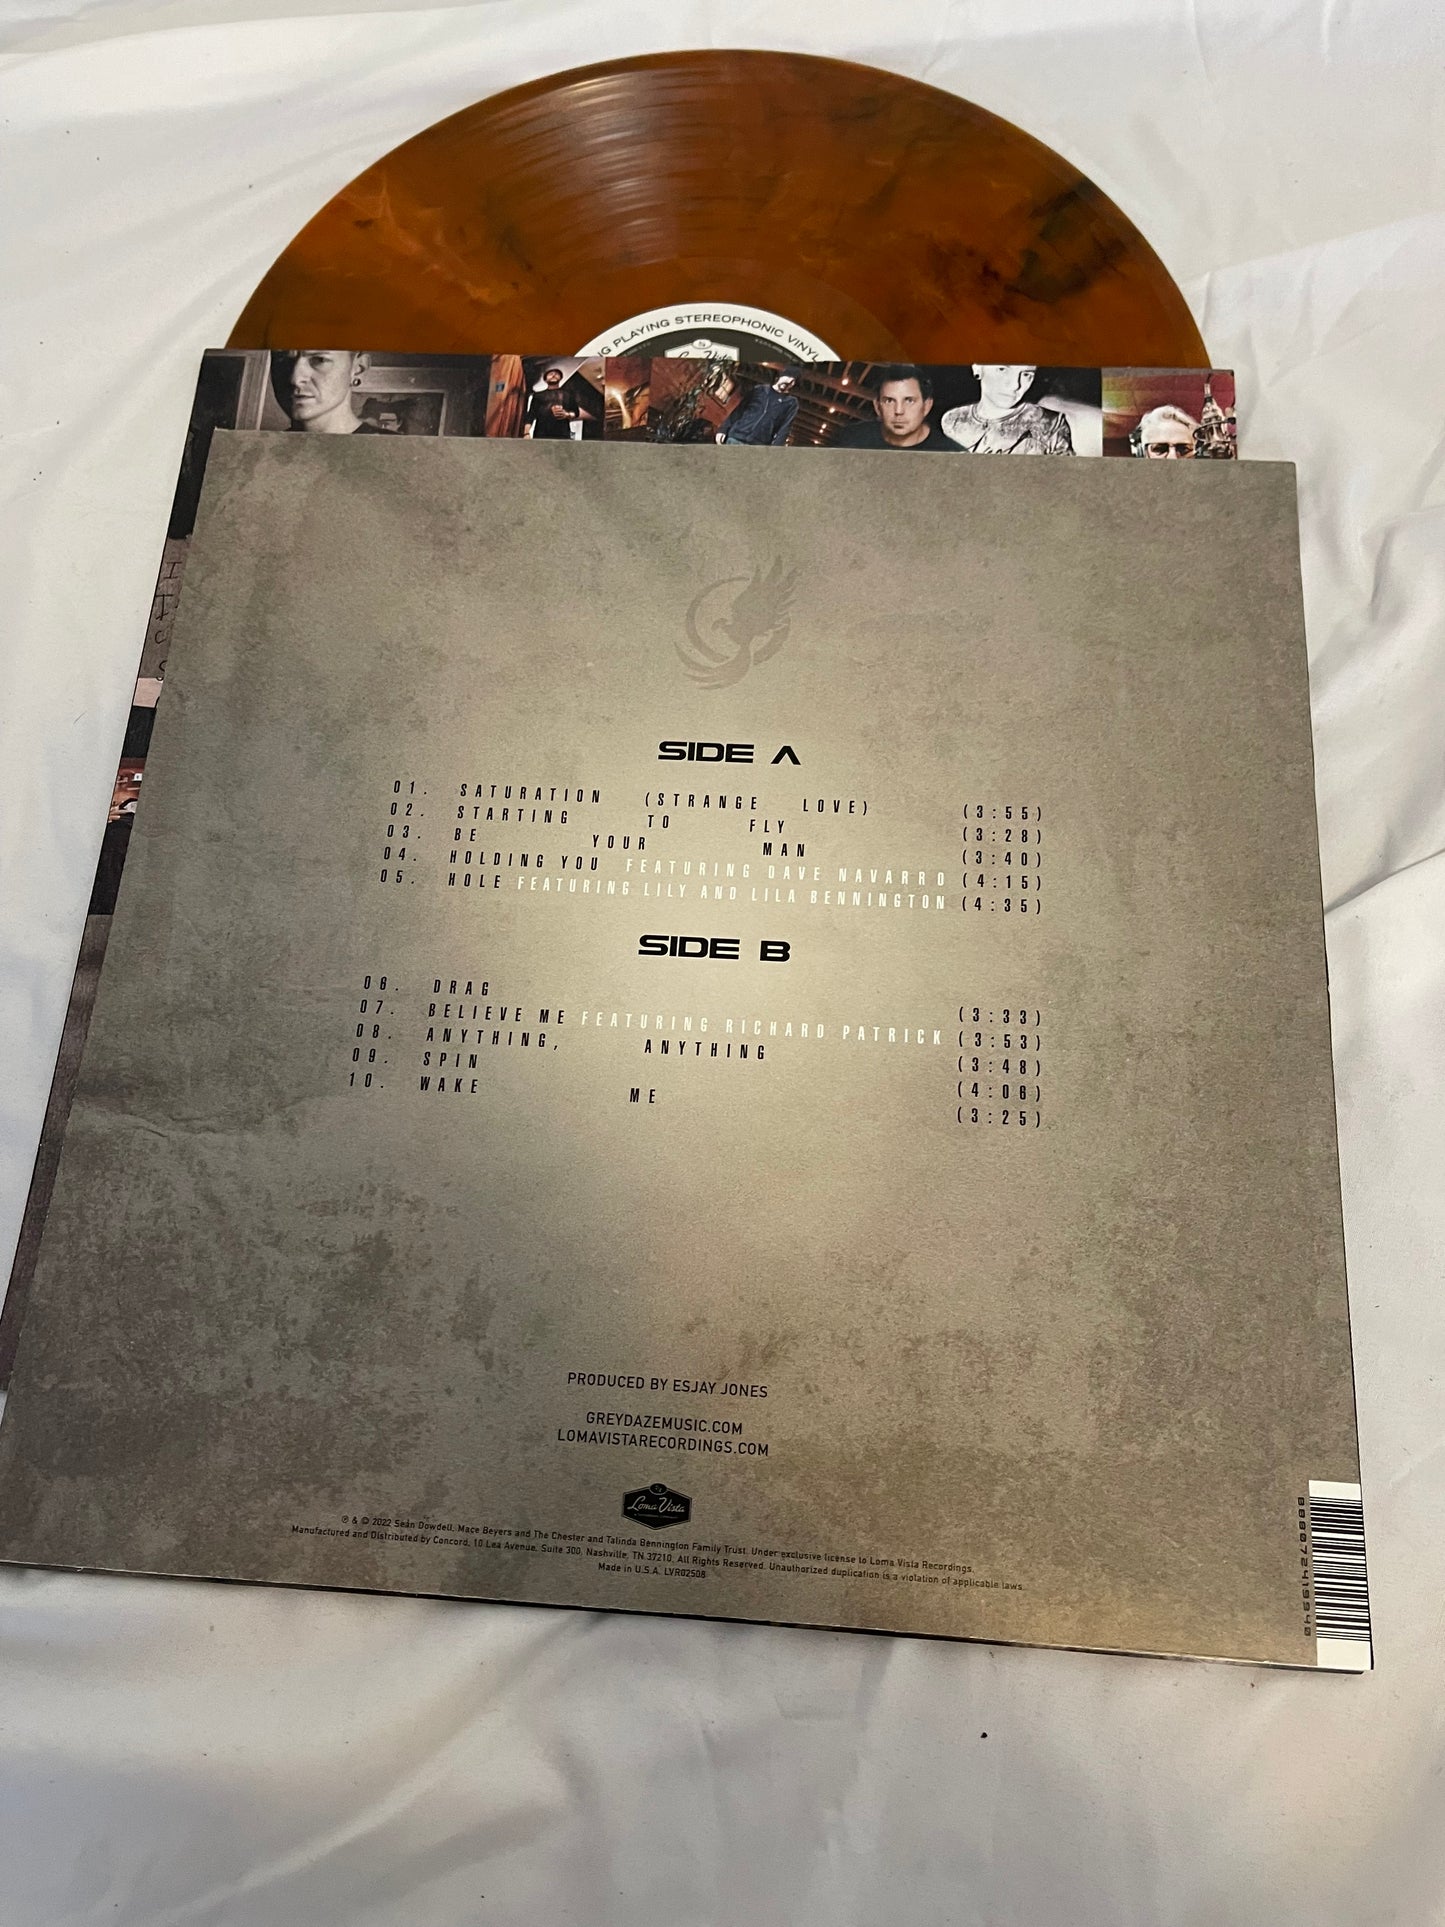 G PLAYING STEREOPHONIC VINYL
Loma Vista
SIDE A
01. SATURATION (STRANGE LOVE) (3:55)
02. STARTING TO FLY (3:28)
03. BE YOUR MAN (3:40)
04. HOLDING YOU FEATURING DAVE NAVARRO (4:15)
05. HOLE FEATURING LILY AND LILA BENNINGTON (4:35)
SIDE B
06. DRAG (3:33)
07. BELIEVE ME FEATURING RICHARD PATRICK (3:53)
08. ANYTHING, ANYTHING (3:48)
09. SPIN (4:06)
10. WAKE ME (3:25)
PRODUCED BY ESJAY JONES
GREYDAZEMUSIC.COM
LOMAVISTARECORDINGS.COM
Loma Vista
℗ & © 2022 Seán Dowdell, Mace Beyers and The Chester and Talinda Bennington Family Trust. Under exclusive license to Loma Vista Recordings.
Manufactured and Distributed by Concord, 10 Lea Avenue, Suite 300, Nashville, TN 37210. All Rights Reserved. Unauthorized duplication is a violation of applicable laws.
Made in U.S.A. LVR02508
888072419940